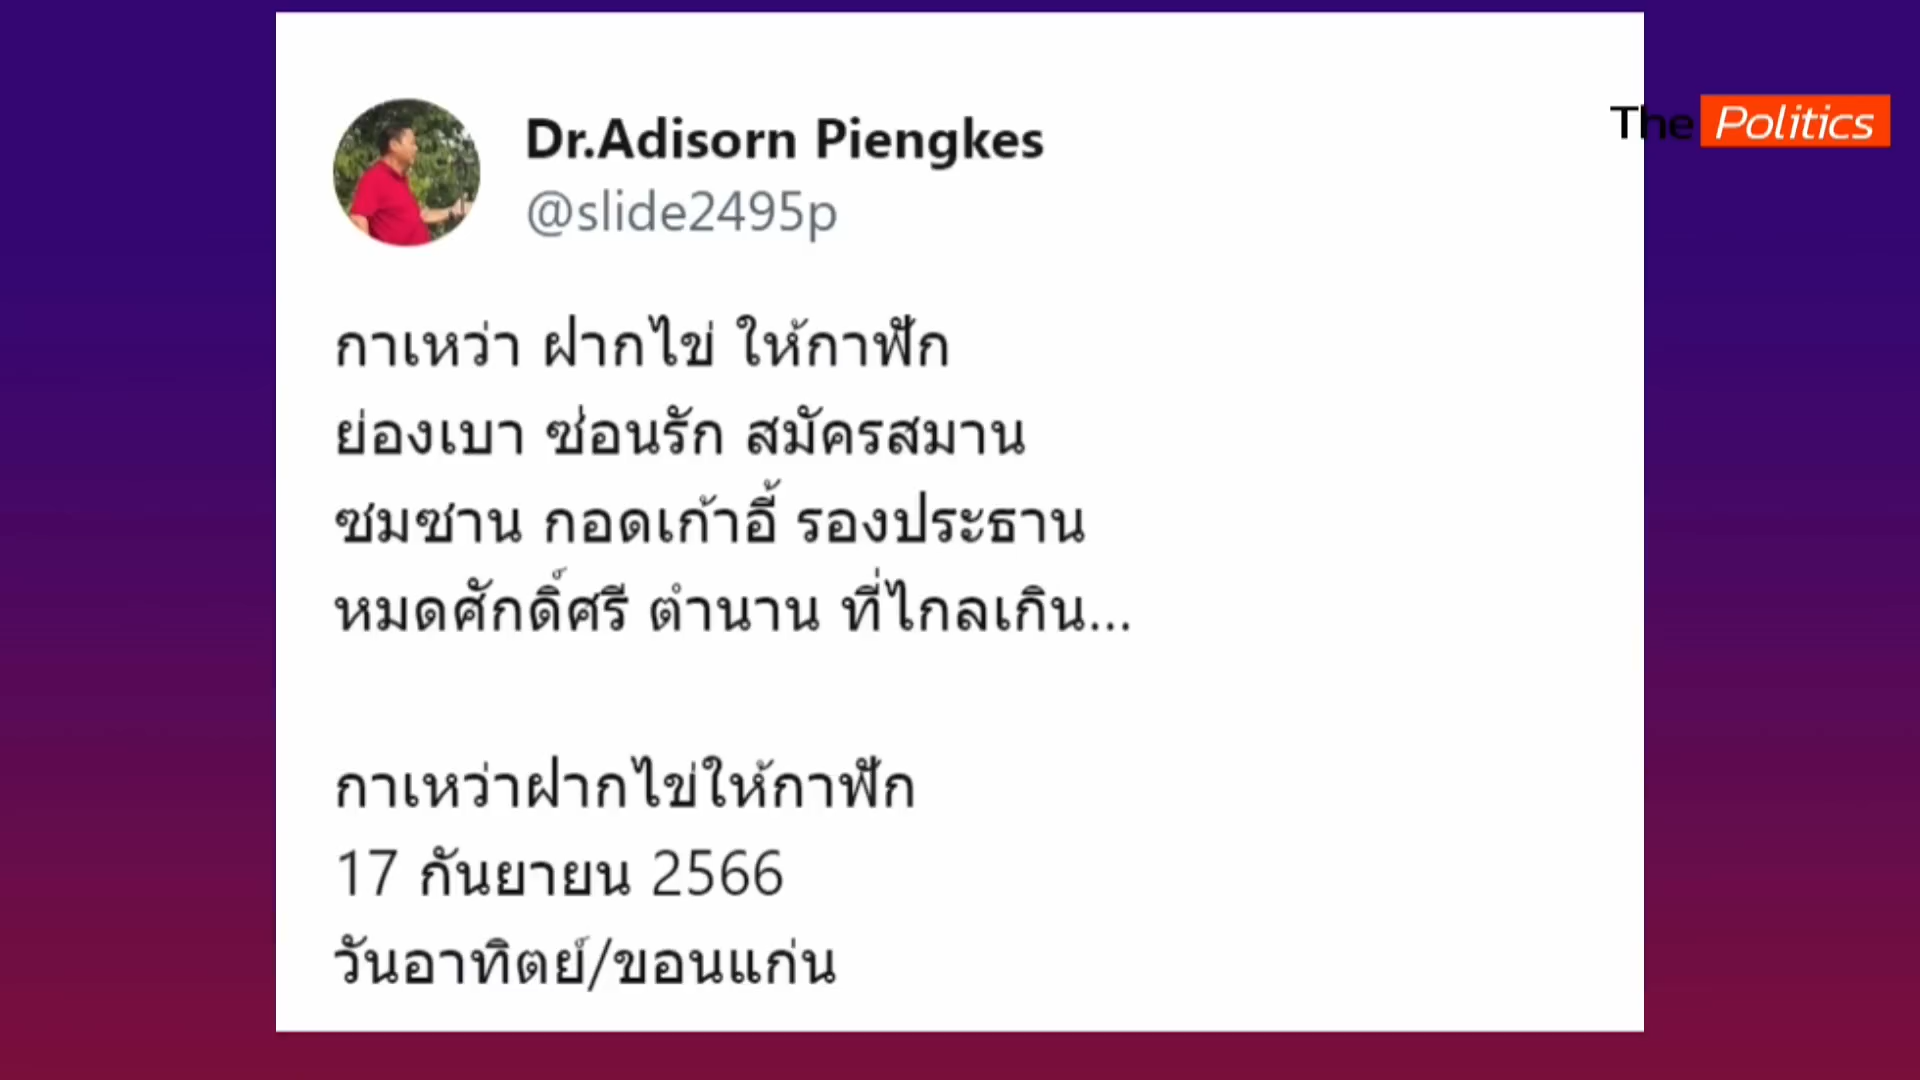 The Politics
Dr.Adisorn Piengkes
@slide2495p
กาเหว่า ฝากไข่ ให้กาฟัก
ย่องเบา ซ่อนรัก สมัครสมาน
ซมซาน กอดเก้าอี้ รองประธาน
หมดศักดิ์ศรี ตำนาน ที่ไกลเกิน...
กาเหว่าฝากไข่ให้กาฟัก
17 กันยายน 2566
วันอาทิตย์/ขอนแก่น